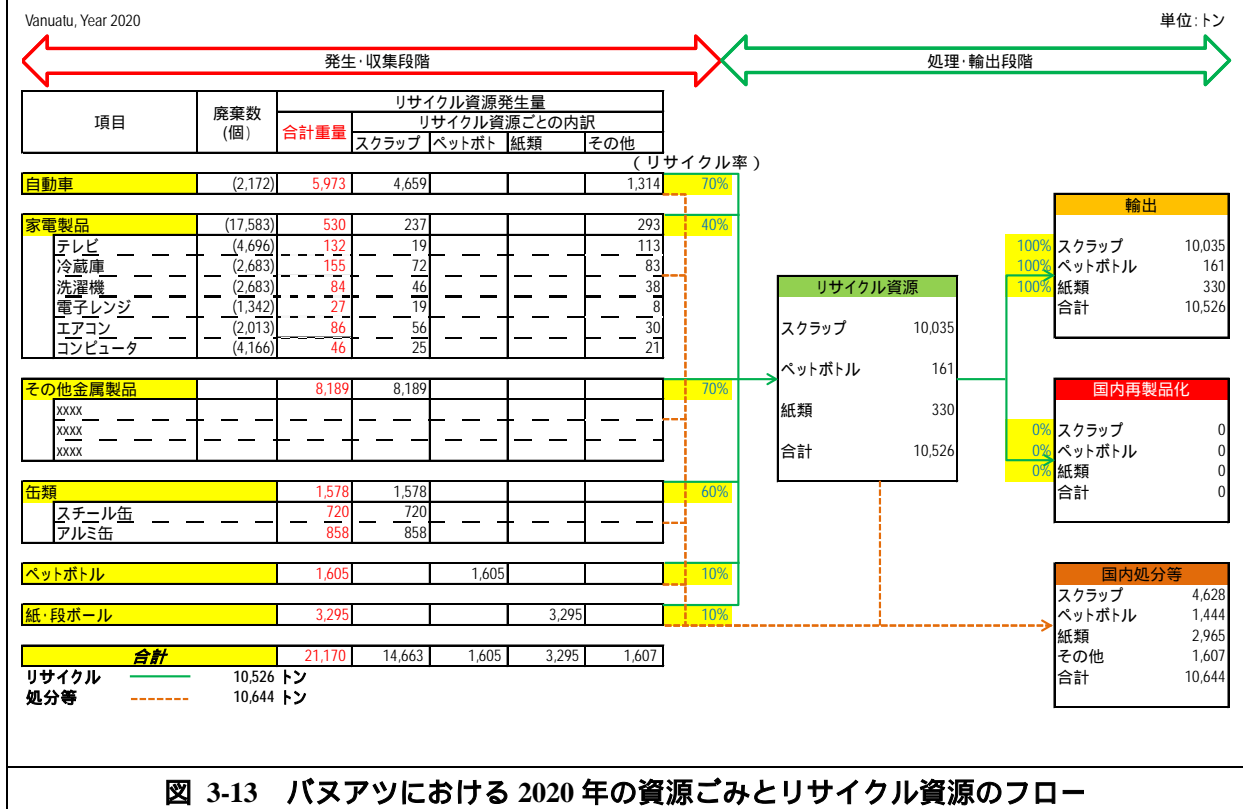 Vanuatu, Year 2020 単位:トン
発生・収集段階 処理・輸出段階
項目 廃棄数(個) リサイクル資源発生量
合計重量 リサイクル資源ごとの内訳
スクラップ ペットボト 紙類 その他
(リサイクル率)
自動車 (2,172) 5,973 4,659 1,314 70%
家電製品 (17,583) 530 237 293 40%
テレビ (4,696) 132 19 113
冷蔵庫 (2,683) 155 72 83
洗濯機 (2,683) 84 46 38
電子レンジ (1,342) 27 19 8
エアコン (2,013) 86 56 30
コンピュータ (4,166) 46 25 21
その他金属製品 8,189 8,189 70%
xxxx
xxxx
xxxx
缶類 1,578 1,578 60%
スチール缶 720 720
アルミ缶 858 858
ペットボトル 1,605 1,605 10%
紙・段ボール 3,295 3,295 10%
合計 21,170 14,663 1,605 3,295 1,607
リサイクル 10,526 トン
処分等 10,644 トン
リサイクル資源
スクラップ 10,035
ペットボトル 161
紙類 330
合計 10,526
輸出
100% スクラップ 10,035
100% ペットボトル 161
100% 紙類 330
合計 10,526
国内再製品化
0% スクラップ 0
0% ペットボトル 0
0% 紙類 0
合計 0
国内処分等
スクラップ 4,628
ペットボトル 1,444
紙類 2,965
その他 1,607
合計 10,644
図 3-13 バヌアツにおける 2020 年の資源ごみとリサイクル資源のフロー